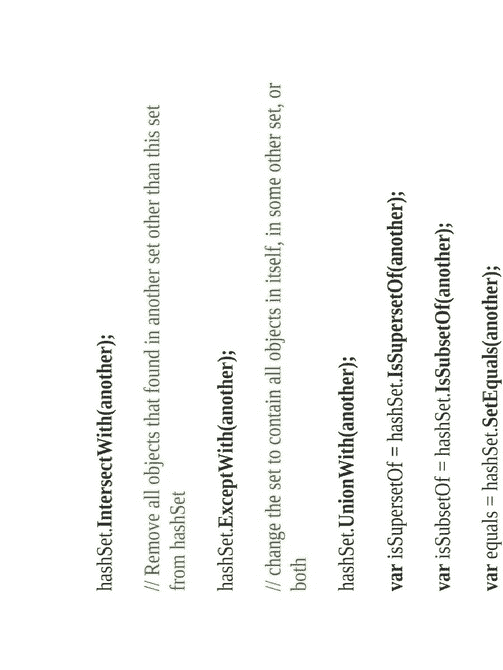 hashSet.IntersectWith(another);
// Remove all objects that found in another set other than this set
from hashSet
hashSet.ExceptWith(another);
// change the set to contain all objects in itself, in some other set, or
both
hashSet.UnionWith(another);
var isSupersetOf = hashSet.IsSupersetOf(another);
var isSubsetOf = hashSet.IsSubsetOf(another);
var equals = hashSet.SetEquals(another);